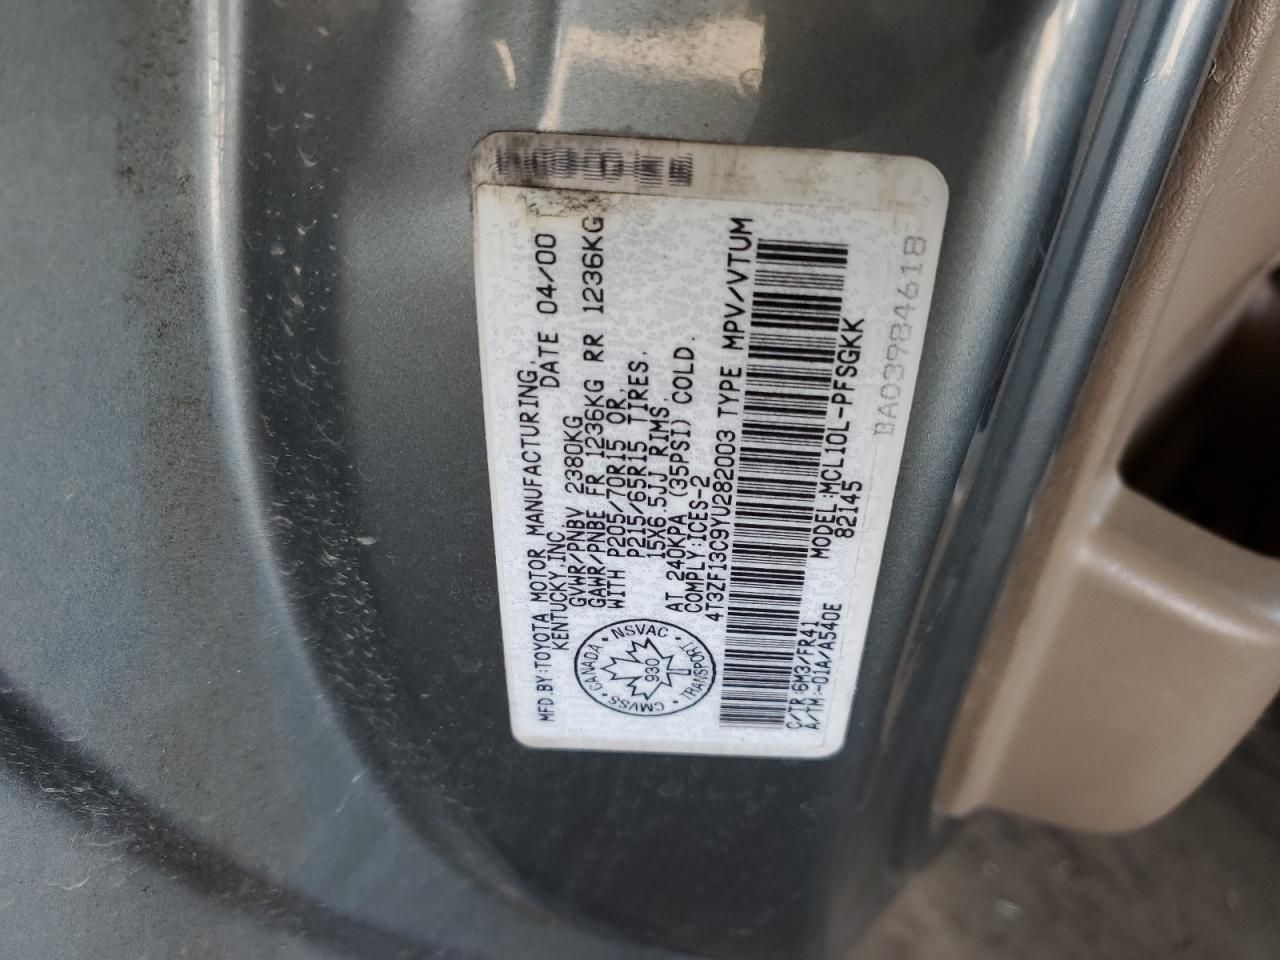 MFD.BY:TOYOTA MOTOR MANUFACTURING,
KENTUCKY,INC. DATE 04/00
GVWR/PNBV 2380KG
GAWR/PNBE FR 1236KG RR 1236KG
WITH P205/70R15 OR,
P215/65R15 TIRES,
15X6.5JJ RIMS,
AT 240KPA (35PSI) COLD.
COMPLY:ICES-2
4T3ZF13C9YU282003 TYPE MPV/VTUM
CANADA · NSVAC · TRANSPORT · CMVSS ·
930
C/TR:6M3/FR41 MODEL:MCL10L-PFSGKK
A/TM:-01A/A540E 82145
BA0398461B